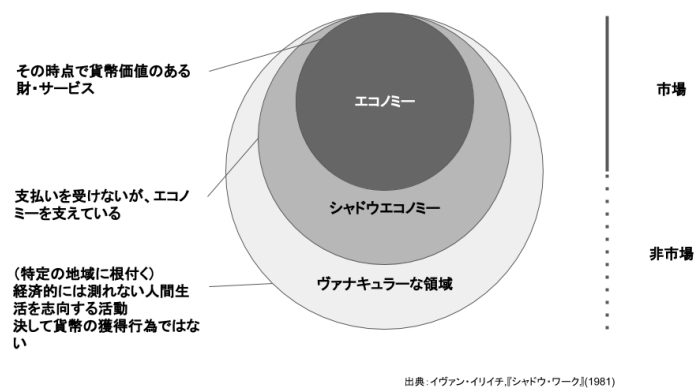 その時点で貨幣価値のある
財・サービス
エコノミー
市場
支払いを受けないが、エコノ
ミーを支えている
シャドウエコノミー
非市場
（特定の地域に根付く）
経済的には測れない人間生
活を志向する活動
決して貨幣の獲得行為ではな
い
ヴァナキュラーな領域
出典：イヴァン・イリイチ,『シャドウ・ワーク』(1981)